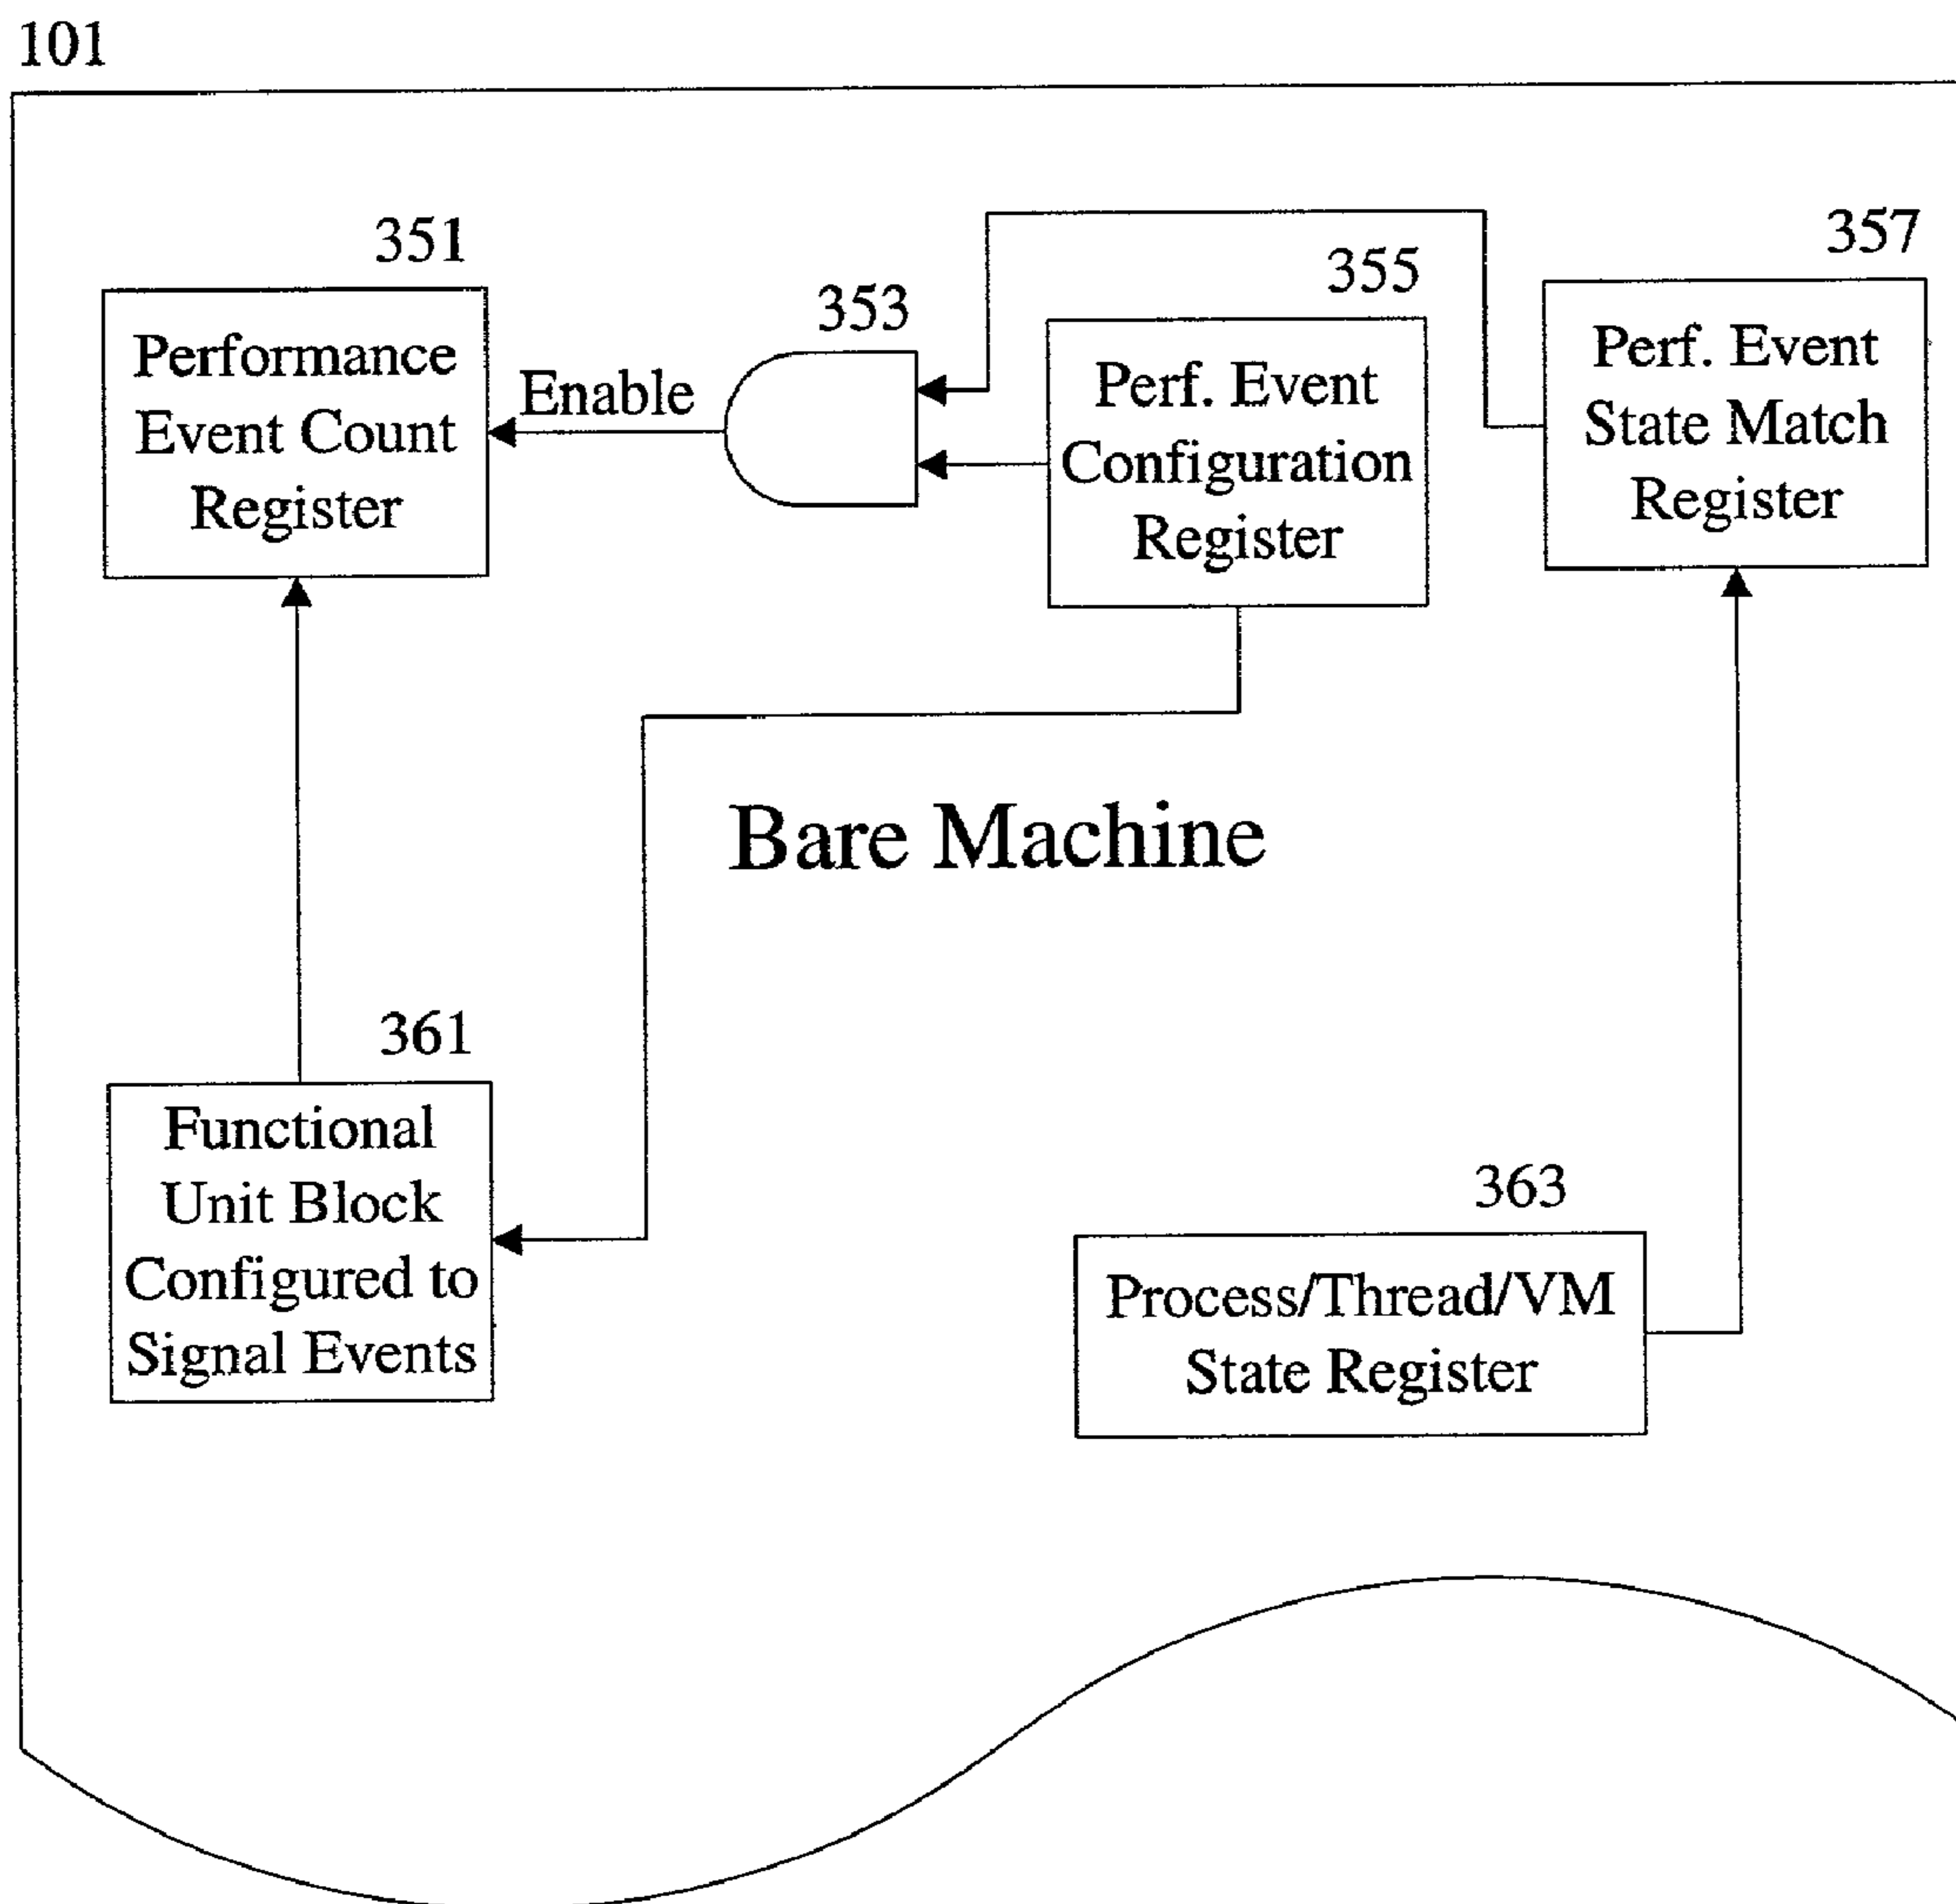 101
351
Performance
Event Count
Register
Enable
353
355
Perf. Event
Configuration
Register
357
Perf. Event
State Match
Register
Bare Machine
361
Functional
Unit Block
Configured to
Signal Events
363
Process/Thread/VM
State Register